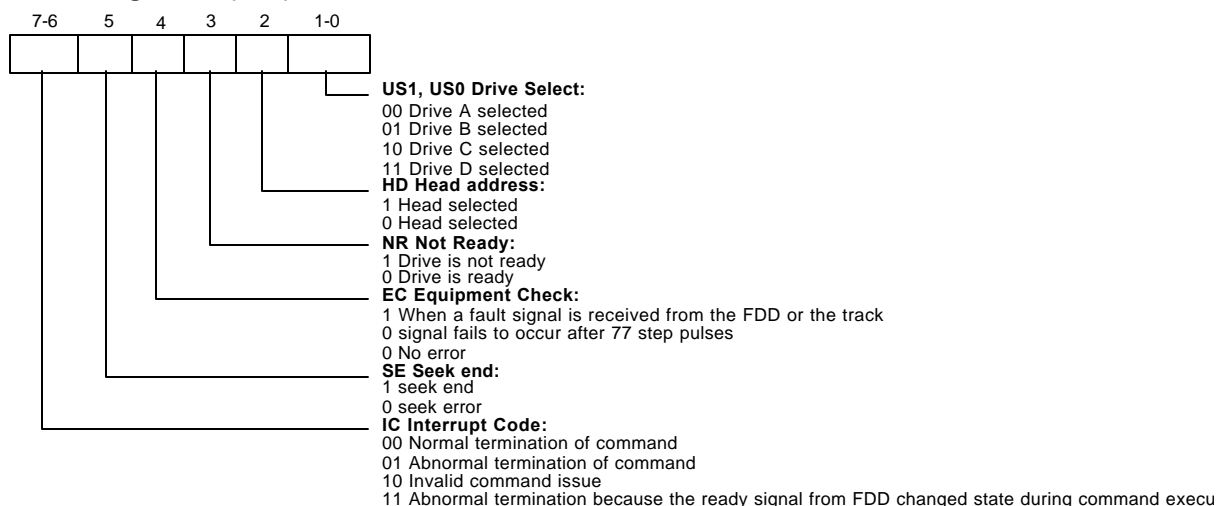 7-6 5 4 3 2 1-0
US1, US0 Drive Select:
00 Drive A selected
01 Drive B selected
10 Drive C selected
11 Drive D selected
HD Head address:
1 Head selected
0 Head selected
NR Not Ready:
1 Drive is not ready
0 Drive is ready
EC Equipment Check:
1 When a fault signal is received from the FDD or the track
0 signal fails to occur after 77 step pulses
0 No error
SE Seek end:
1 seek end
0 seek error
IC Interrupt Code:
00 Normal termination of command
01 Abnormal termination of command
10 Invalid command issue
11 Abnormal termination because the ready signal from FDD changed state during command execu